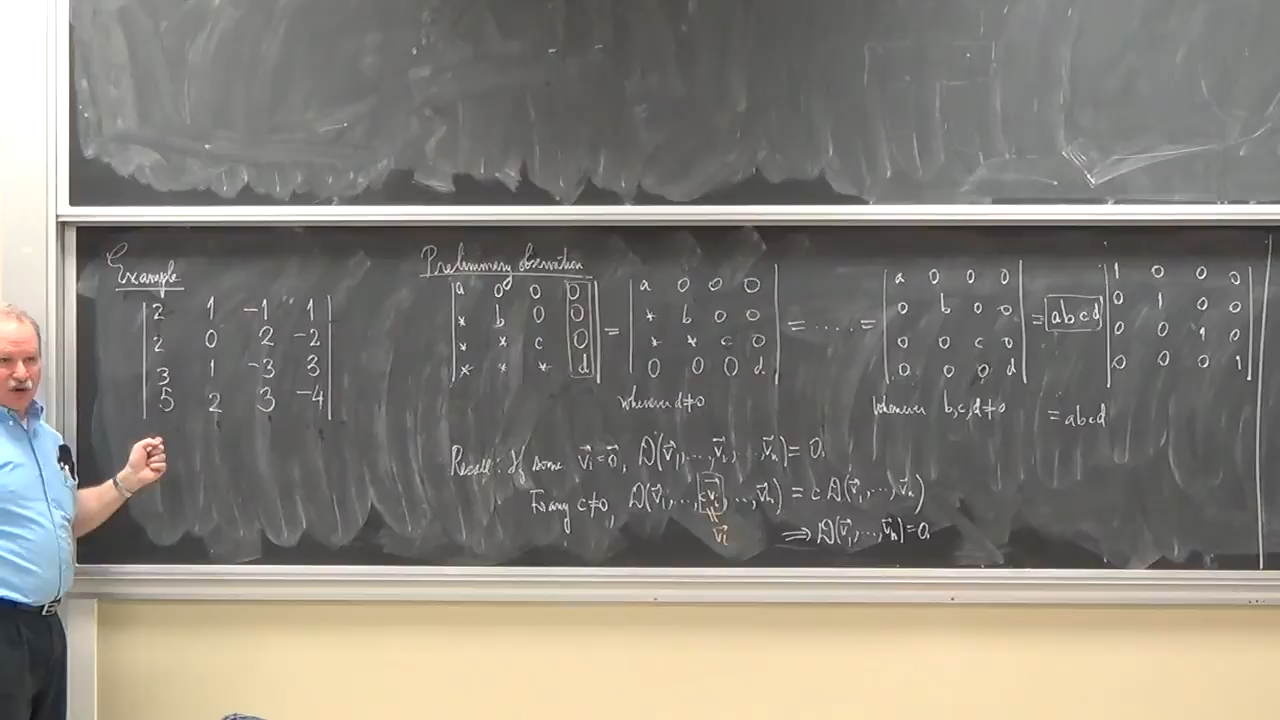 Example
|2 1 -1 1|
|2 0 2 -2|
|3 1 -3 3|
|5 2 3 -4|
Preliminary observation
|a 0 0 0| = |a 0 0 0| = .... = |a 0 0 0| = abcd |1 0 0 0|
|* b 0 0| |* b 0 0| |0 b 0 0| |0 1 0 0|
|* * c 0| |* * c 0| |0 0 c 0| |0 0 1 0|
|* * * d| |0 0 0 d| |0 0 0 d| |0 0 0 1|
whenever d≠0 whenever b,c,d≠0 = abcd
Recall: If some v⃗i=0⃗, D(v⃗1,...,v⃗i,...,v⃗n)=0.
For any c≠0, D(v⃗1,...,cv⃗i,...,v⃗n) = c D(v⃗1,...,v⃗n)
v⃗i ⟹ D(v⃗1,...,v⃗n)=0.